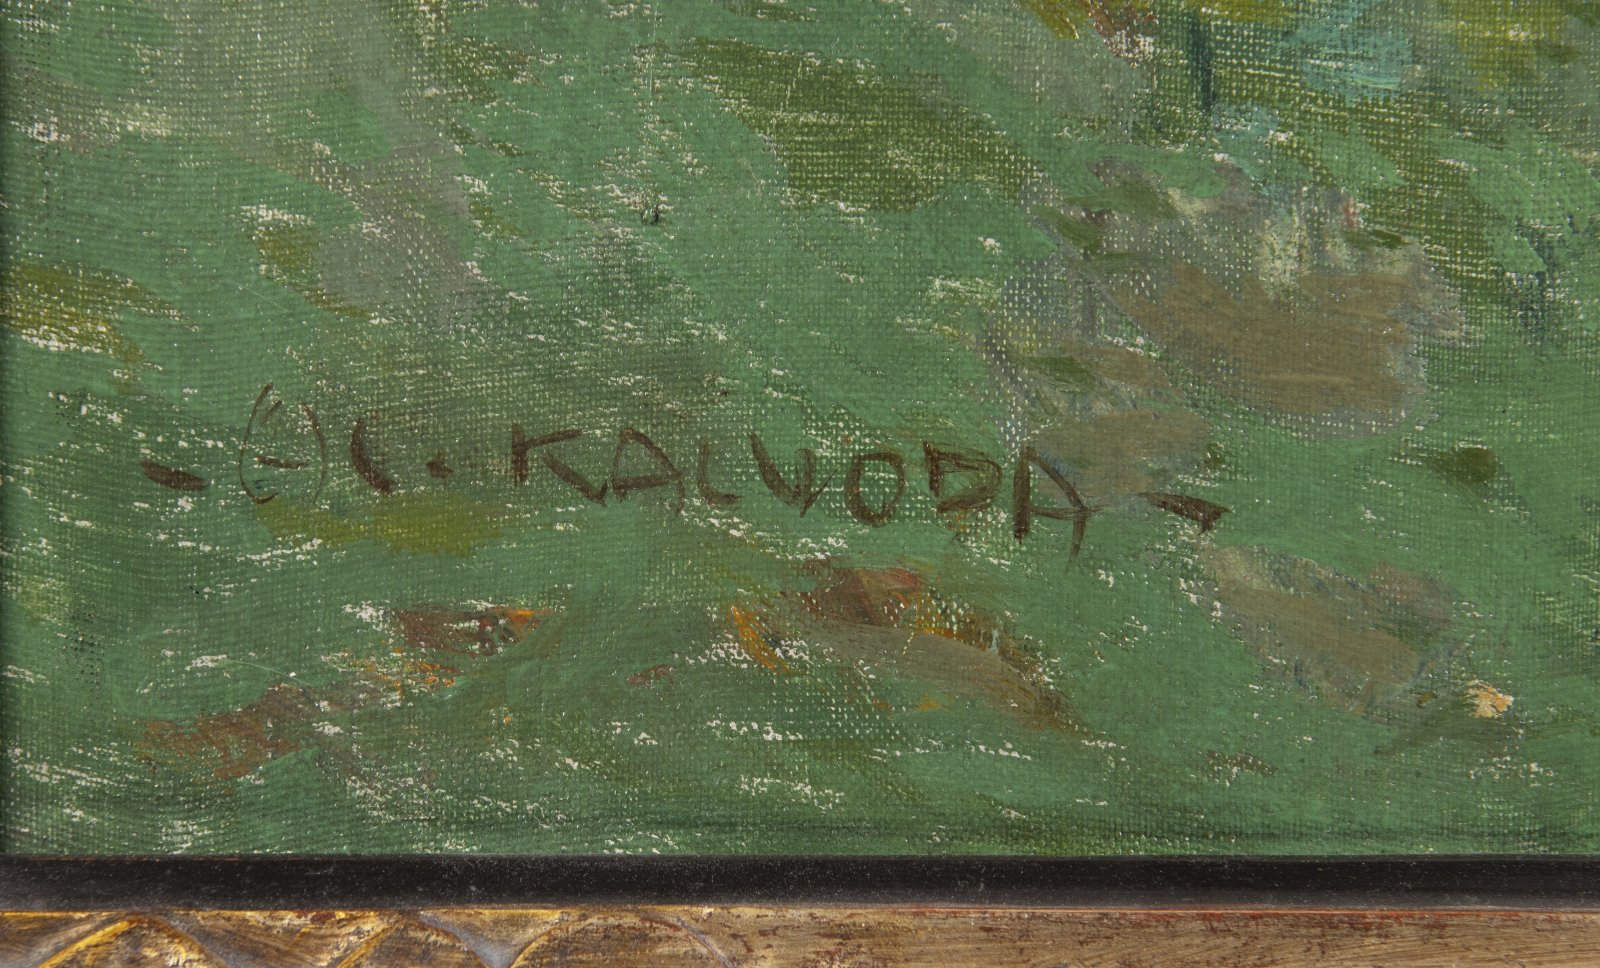 - Al. KALVODA -